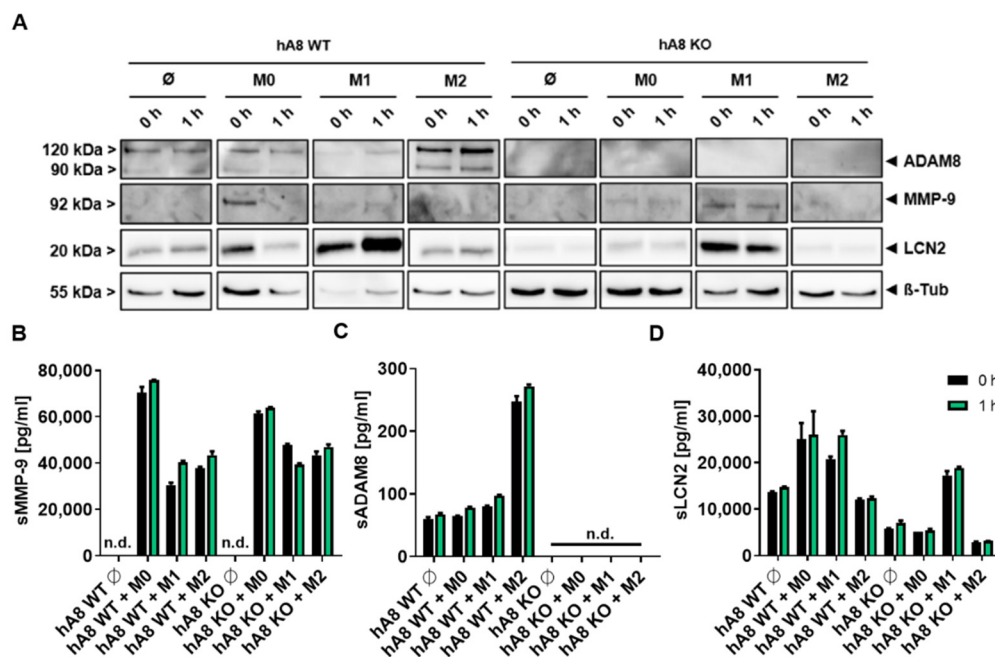 A
hA8 WT hA8 KO
Ø M0 M1 M2 Ø M0 M1 M2
0 h 1 h 0 h 1 h 0 h 1 h 0 h 1 h 0 h 1 h 0 h 1 h 0 h 1 h 0 h 1 h
120 kDa > ◄ ADAM8
90 kDa >
92 kDa > ◄ MMP-9
20 kDa > ◄ LCN2
55 kDa > ◄ ß-Tub
B
sMMP-9 [pg/ml]
80,000
60,000
40,000
20,000
0
n.d. n.d.
hA8 WT ∅
hA8 WT + M0
hA8 WT + M1
hA8 WT + M2
hA8 KO ∅
hA8 KO + M0
hA8 KO + M1
hA8 KO + M2
C
sADAM8 [pg/ml]
300
200
100
0
n.d.
hA8 WT ∅
hA8 WT + M0
hA8 WT + M1
hA8 WT + M2
hA8 KO ∅
hA8 KO + M0
hA8 KO + M1
hA8 KO + M2
D
sLCN2 [pg/ml]
40,000
30,000
20,000
10,000
0
0 h
1 h
hA8 WT ∅
hA8 WT + M0
hA8 WT + M1
hA8 WT + M2
hA8 KO ∅
hA8 KO + M0
hA8 KO + M1
hA8 KO + M2